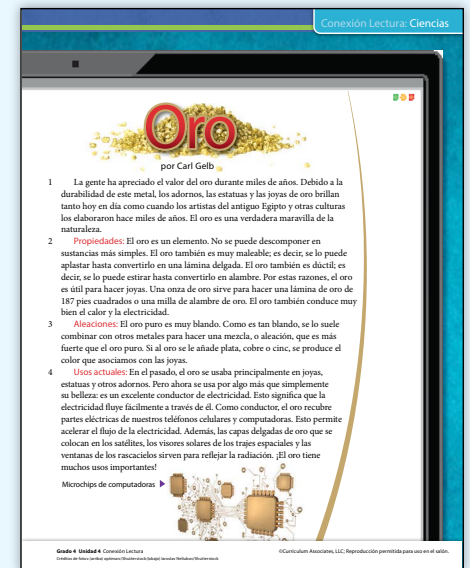 Conexión Lectura: Ciencias
Oro
por Carl Gelb
1 La gente ha apreciado el valor del oro durante miles de años. Debido a la
durabilidad de este metal, los adornos, las estatuas y las joyas de oro brillan
tanto hoy en día como cuando los artistas del antiguo Egipto y otras culturas
los elaboraron hace miles de años. El oro es una verdadera maravilla de la
naturaleza.
2 Propiedades: El oro es un elemento. No se puede descomponer en
sustancias más simples. El oro también es muy maleable; es decir, se lo puede
aplastar hasta convertirlo en una lámina delgada. El oro también es dúctil; es
decir, se lo puede estirar hasta convertirlo en alambre. Por estas razones, el oro
es útil para hacer joyas. Una onza de oro sirve para hacer una lámina de oro de
187 pies cuadrados o una milla de alambre de oro. El oro también conduce muy
bien el calor y la electricidad.
3 Aleaciones: El oro puro es muy blando. Como es tan blando, se lo suele
combinar con otros metales para hacer una mezcla, o aleación, que es más
fuerte que el oro puro. Si al oro se le añade plata, cobre o cinc, se produce el
color que asociamos con las joyas.
4 Usos actuales: En el pasado, el oro se usaba principalmente en joyas,
estatuas y otros adornos. Pero ahora se usa por algo más que simplemente
su belleza: es un excelente conductor de electricidad. Esto significa que la
electricidad fluye fácilmente a través de él. Como conductor, el oro recubre
partes eléctricas de nuestros teléfonos celulares y computadoras. Esto permite
acelerar el flujo de la electricidad. Además, las capas delgadas de oro que se
colocan en los satélites, los visores solares de los trajes espaciales y las
ventanas de los rascacielos sirven para reflejar la radiación. ¡El oro tiene
muchos usos importantes!
Microchips de computadoras
Grado 4 Unidad 4 Conexión Lectura
©Curriculum Associates, LLC; Reproducción permitida para uso en el salón.